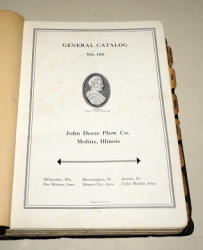 GENERAL CATALOG
NO. 100
John Deere Plow Co.
Moline, Illinois
Milwaukee, Wis. Bloomington, Ill. Aurora, Ill.
Des Moines, Iowa Mason City, Iowa Cedar Rapids, Iowa